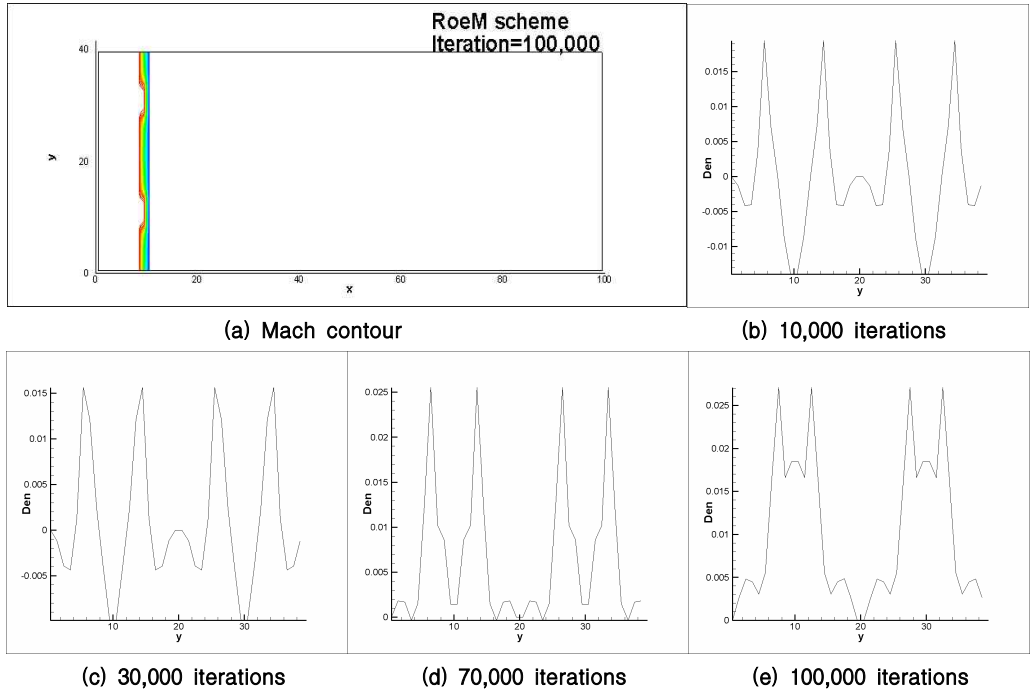 RoeM scheme
Iteration=100,000
40
20
0
y
0
20
40
60
80
100
x
(a) Mach contour
0.015
0.01
0.005
0
-0.005
-0.01
Den
10
20
30
y
(b) 10,000 iterations
0.015
0.01
0.005
0
-0.005
Den
10
20
30
y
(c) 30,000 iterations
0.025
0.02
0.015
0.01
0.005
0
Den
10
20
30
y
(d) 70,000 iterations
0.025
0.02
0.015
0.01
0.005
0
Den
10
20
30
y
(e) 100,000 iterations